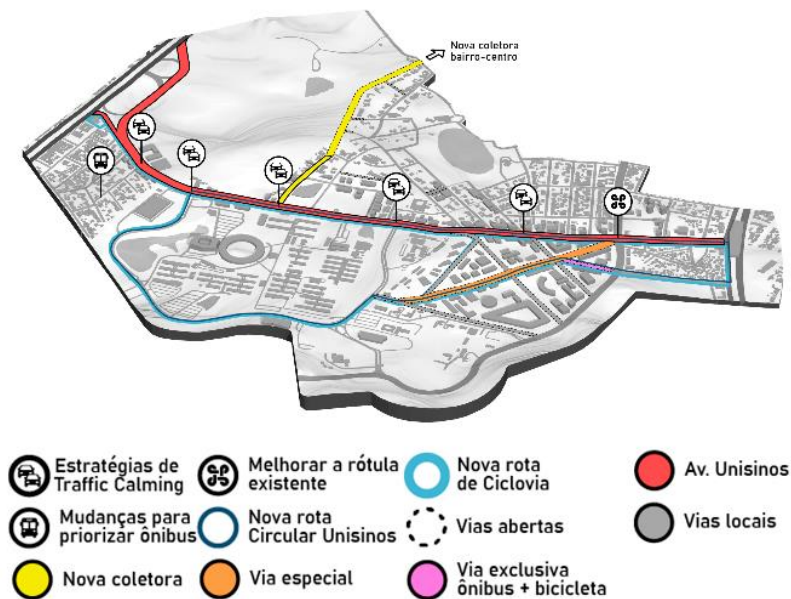 Nova coletora
bairro-centro
Estratégias de
Traffic Calming
Melhorar a rótula
existente
Nova rota
de Ciclovia
Av. Unisinos
Mudanças para
priorizar ônibus
Nova rota
Circular Unisinos
Vias abertas
Vias locais
Nova coletora
Via especial
Via exclusiva
ônibus + bicicleta